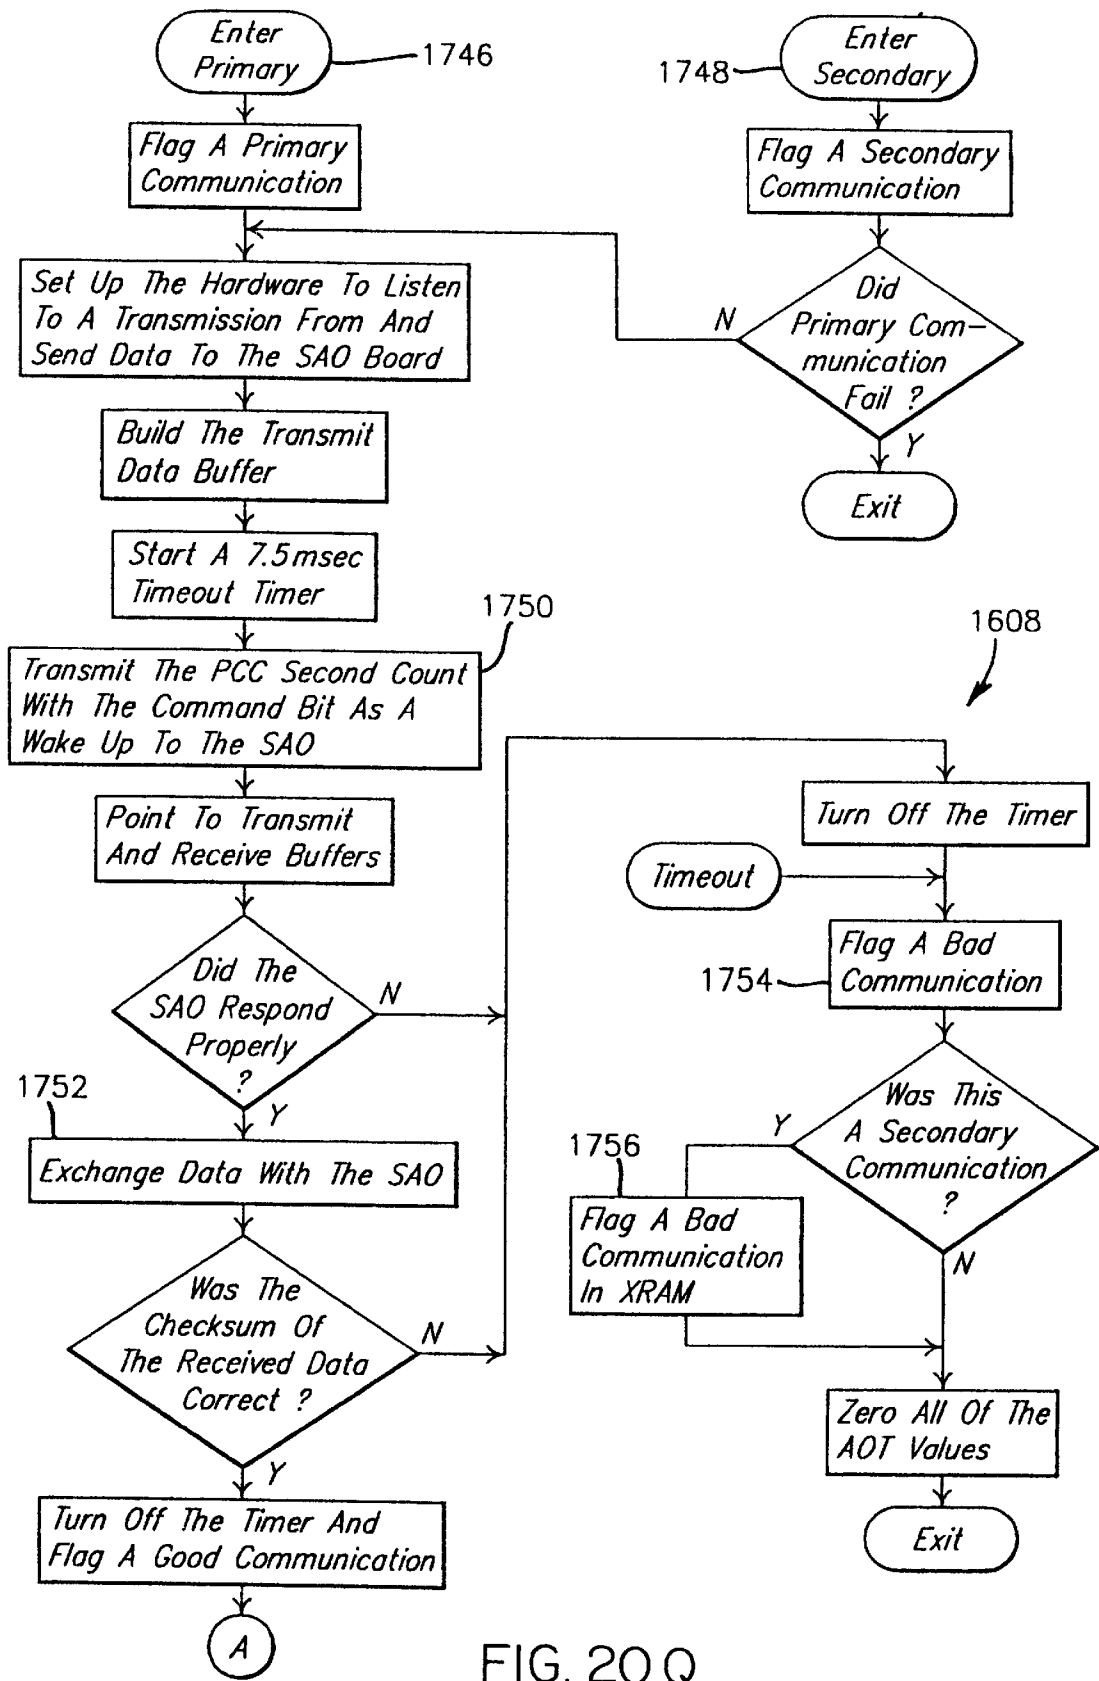 Enter
Primary
1746
Flag A Primary
Communication
Set Up The Hardware To Listen
To A Transmission From And
Send Data To The SAO Board
Build The Transmit
Data Buffer
Start A 7.5msec
Timeout Timer
1750
Transmit The PCC Second Count
With The Command Bit As A
Wake Up To The SAO
Point To Transmit
And Receive Buffers
Did The
SAO Respond
Properly
?
N
Y
1752
Exchange Data With The SAO
Was The
Checksum Of
The Received Data
Correct ?
N
Y
Turn Off The Timer And
Flag A Good Communication
A
Enter
Secondary
1748
Flag A Secondary
Communication
Did
Primary Com-
munication
Fail ?
N
Y
Exit
1608
Turn Off The Timer
Timeout
Flag A Bad
Communication
1754
Was This
A Secondary
Communication
?
Y
N
1756
Flag A Bad
Communication
In XRAM
Zero All Of The
AOT Values
Exit
FIG. 20Q